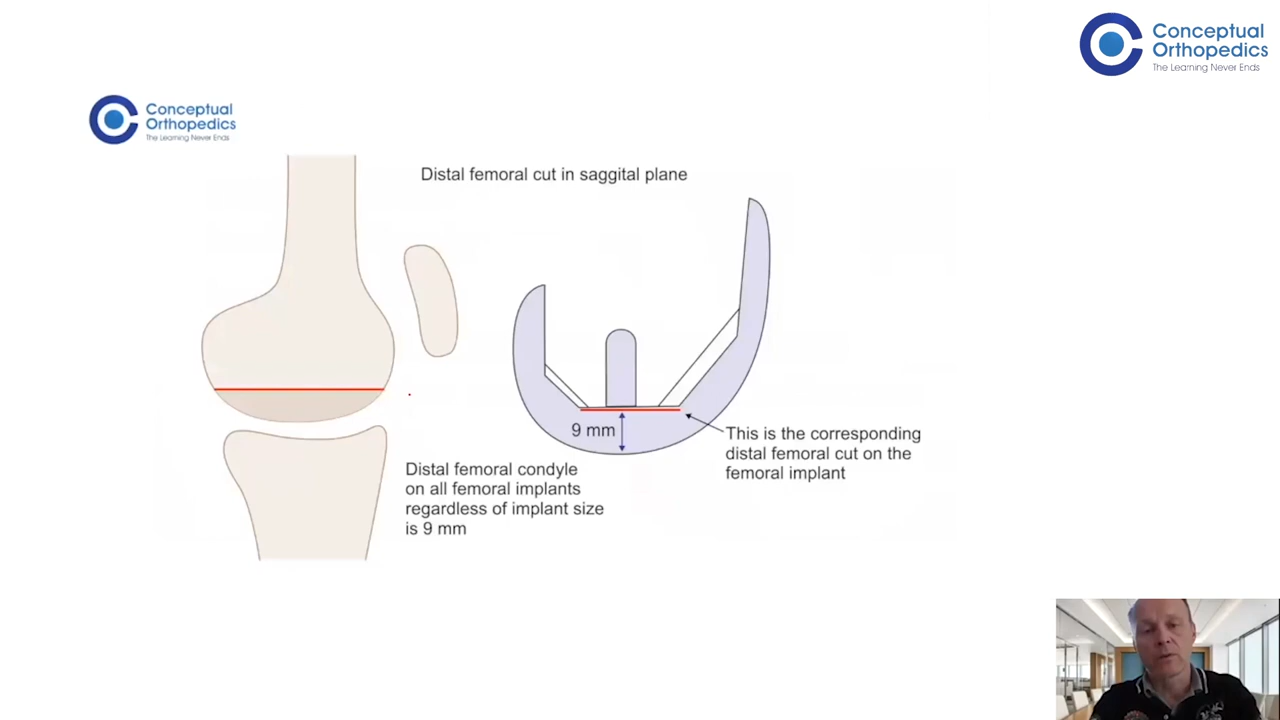 Conceptual
Orthopedics
The Learning Never Ends
Conceptual
Orthopedics
The Learning Never Ends
Distal femoral cut in saggital plane
9 mm
This is the corresponding
distal femoral cut on the
femoral implant
Distal femoral condyle
on all femoral implants
regardless of implant size
is 9 mm